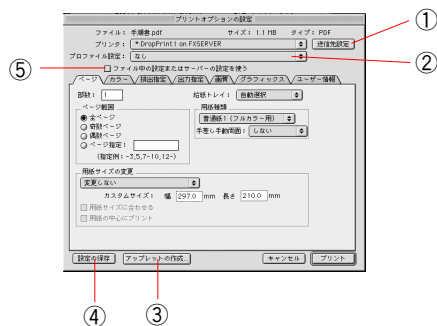 プリントオプションの設定
ファイル： 手順書.pdf サイズ： 1.1 MB タイプ： PDF
プリンタ： *DropPrint1 on FXSERVER 送信先設定 ①
プロファイル設定： なし ②
⑤ ファイル中の設定またはサーバーの設定を使う
ページ カラー 排出指定 出力指定 画質 グラフィックス ユーザー情報
部数： 1 給紙トレイ： 自動選択
ページ範囲 用紙種類
全ページ 普通紙1（フルカラー用）
奇数ページ 手差し手動両面： しない
偶数ページ
ページ指定：
(指定例：-3,5,7-10,12-)
用紙サイズの変更
変更しない
カスタムサイズ： 幅 297.0 mm 長さ 210.0 mm
用紙サイズに合わせる
用紙の中心にプリント
設定の保存 アップレットの作成... キャンセル プリント
④ ③